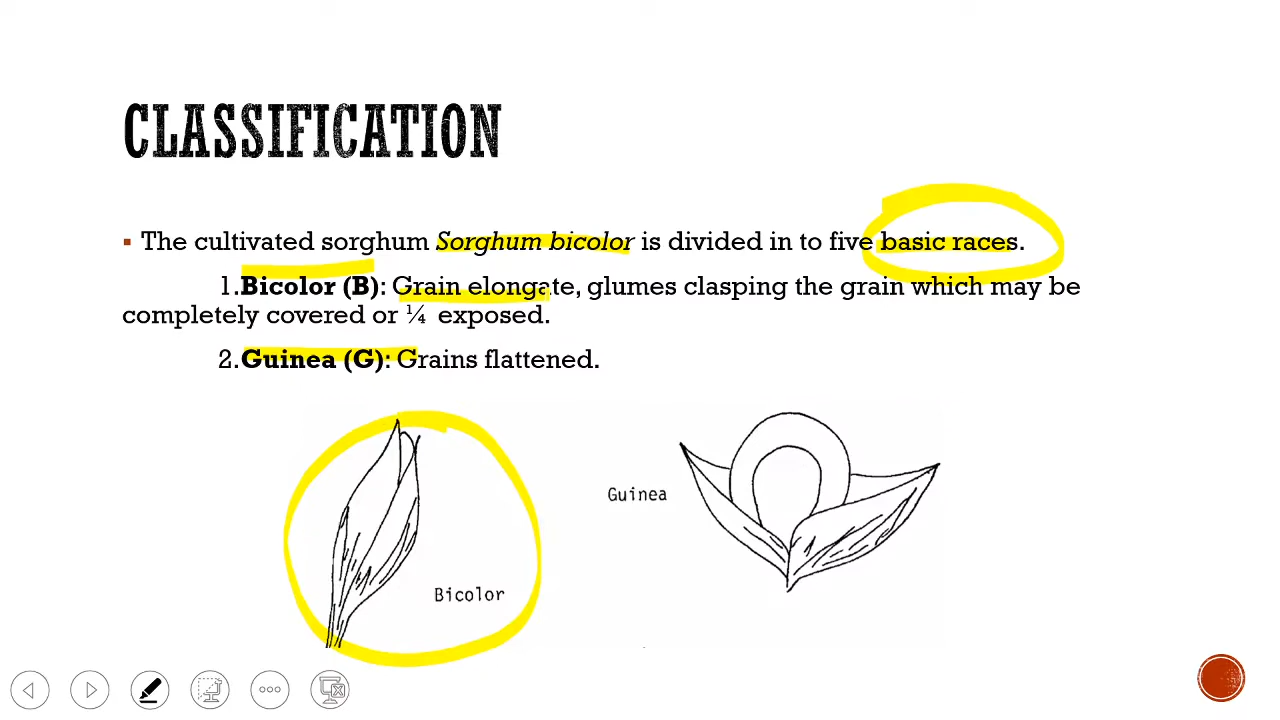 CLASSIFICATION
▪ The cultivated sorghum Sorghum bicolor is divided in to five basic races.
1.Bicolor (B): Grain elongate, glumes clasping the grain which may be
completely covered or ¼ exposed.
2.Guinea (G): Grains flattened.
Guinea
Bicolor